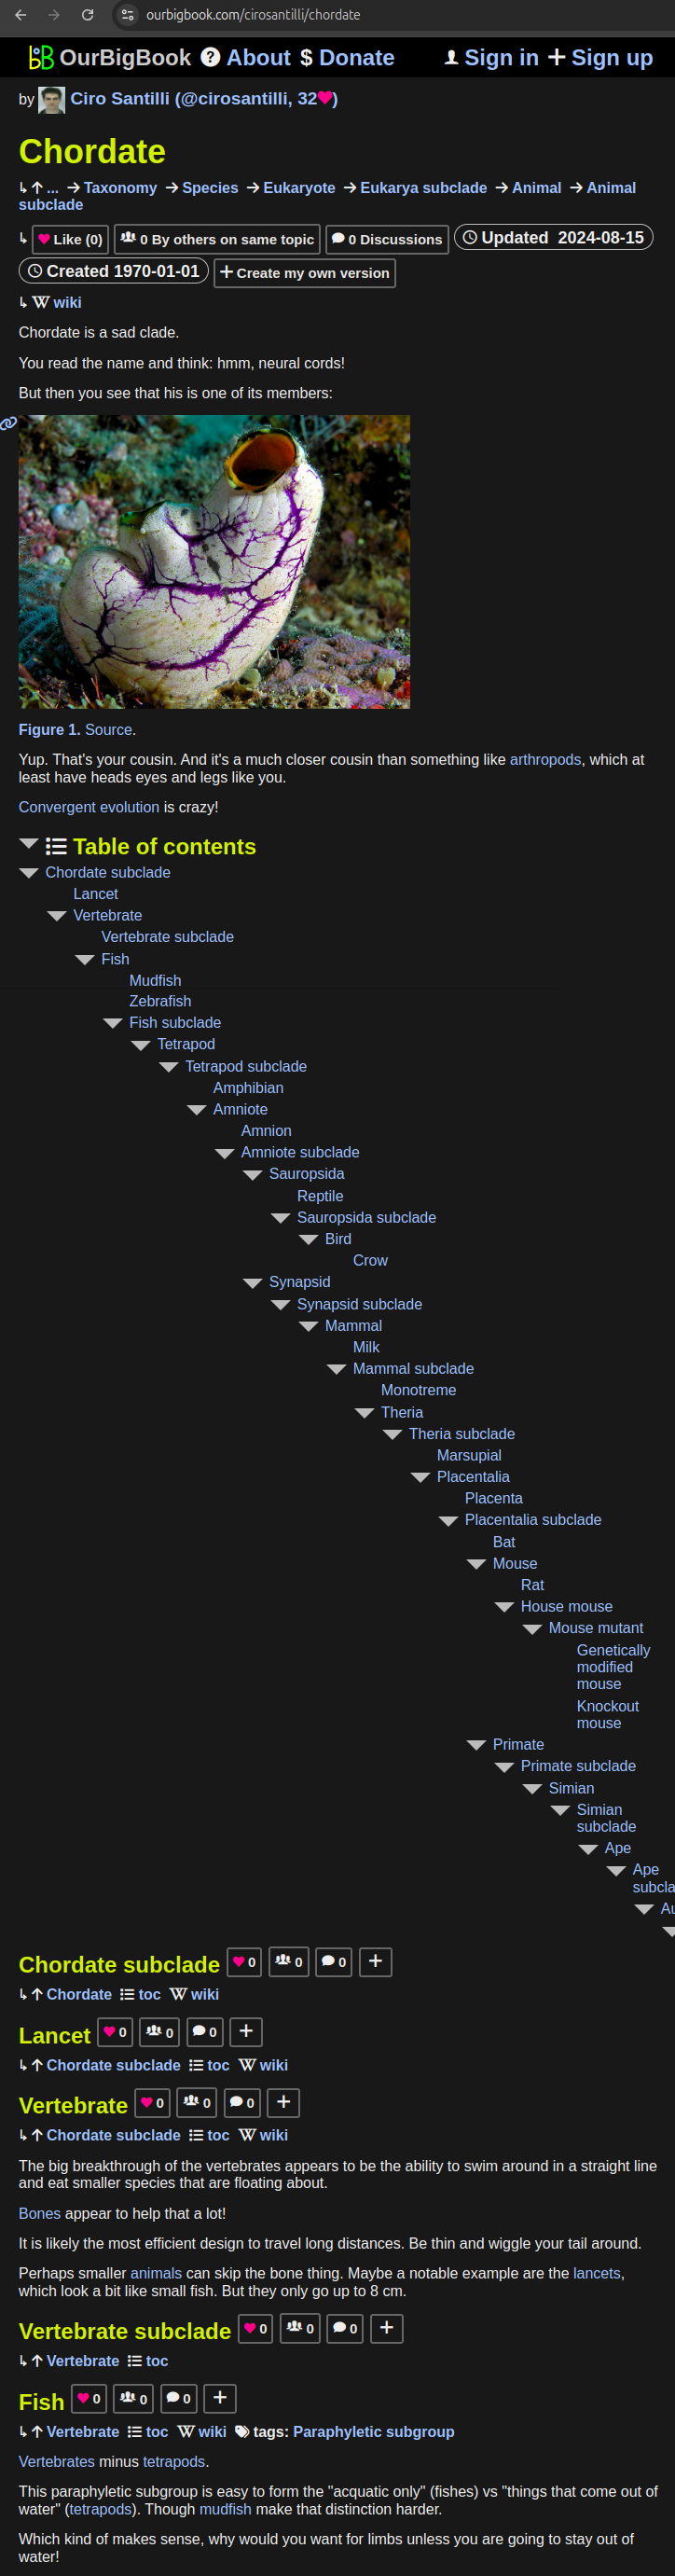 ourbigbook.com/cirosantilli/chordate
OurBigBook About $ Donate Sign in Sign up
by Ciro Santilli (@cirosantilli, 32)
Chordate
↳ ↑ ... → Taxonomy → Species → Eukaryote → Eukarya subclade → Animal → Animal
subclade
↳ Like (0) 0 By others on same topic 0 Discussions Updated 2024-08-15
Created 1970-01-01 + Create my own version
↳ W wiki
Chordate is a sad clade.
You read the name and think: hmm, neural cords!
But then you see that his is one of its members:
Figure 1. Source.
Yup. That's your cousin. And it's a much closer cousin than something like arthropods, which at
least have heads eyes and legs like you.
Convergent evolution is crazy!
Table of contents
Chordate subclade
Lancet
Vertebrate
Vertebrate subclade
Fish
Mudfish
Zebrafish
Fish subclade
Tetrapod
Tetrapod subclade
Amphibian
Amniote
Amnion
Amniote subclade
Sauropsida
Reptile
Sauropsida subclade
Bird
Crow
Synapsid
Synapsid subclade
Mammal
Milk
Mammal subclade
Monotreme
Theria
Theria subclade
Marsupial
Placentalia
Placenta
Placentalia subclade
Bat
Mouse
Rat
House mouse
Mouse mutant
Genetically
modified
mouse
Knockout
mouse
Primate
Primate subclade
Simian
Simian
subclade
Ape
Ape
subcla
Au
Chordate subclade 0 0 0 +
↳ ↑ Chordate toc W wiki
Lancet 0 0 0 +
↳ ↑ Chordate subclade toc W wiki
Vertebrate 0 0 0 +
↳ ↑ Chordate subclade toc W wiki
The big breakthrough of the vertebrates appears to be the ability to swim around in a straight line
and eat smaller species that are floating about.
Bones appear to help that a lot!
It is likely the most efficient design to travel long distances. Be thin and wiggle your tail around.
Perhaps smaller animals can skip the bone thing. Maybe a notable example are the lancets,
which look a bit like small fish. But they only go up to 8 cm.
Vertebrate subclade 0 0 0 +
↳ ↑ Vertebrate toc
Fish 0 0 0 +
↳ ↑ Vertebrate toc W wiki tags: Paraphyletic subgroup
Vertebrates minus tetrapods.
This paraphyletic subgroup is easy to form the "acquatic only" (fishes) vs "things that come out of
water" (tetrapods). Though mudfish make that distinction harder.
Which kind of makes sense, why would you want for limbs unless you are going to stay out of
water!